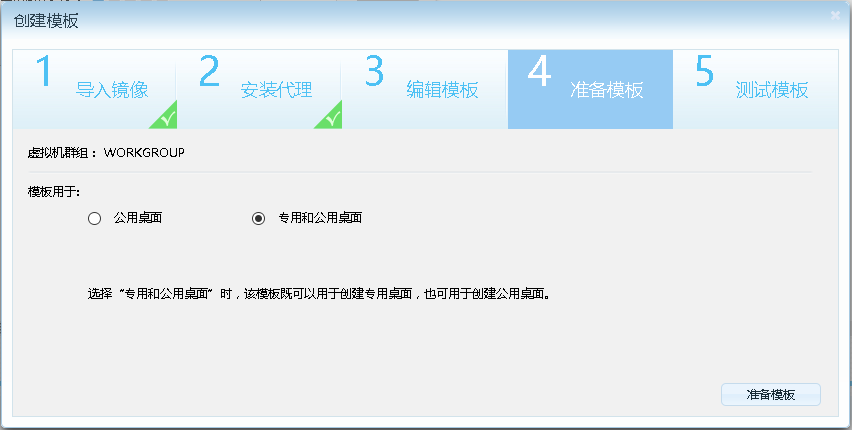 创建模板
1 导入镜像
2 安装代理
3 编辑模板
4 准备模板
5 测试模板
虚拟机群组： WORKGROUP
模板用于:
公用桌面
专用和公用桌面
选择 “专用和公用桌面” 时，该模板既可以用于创建专用桌面，也可用于创建公用桌面。
准备模板